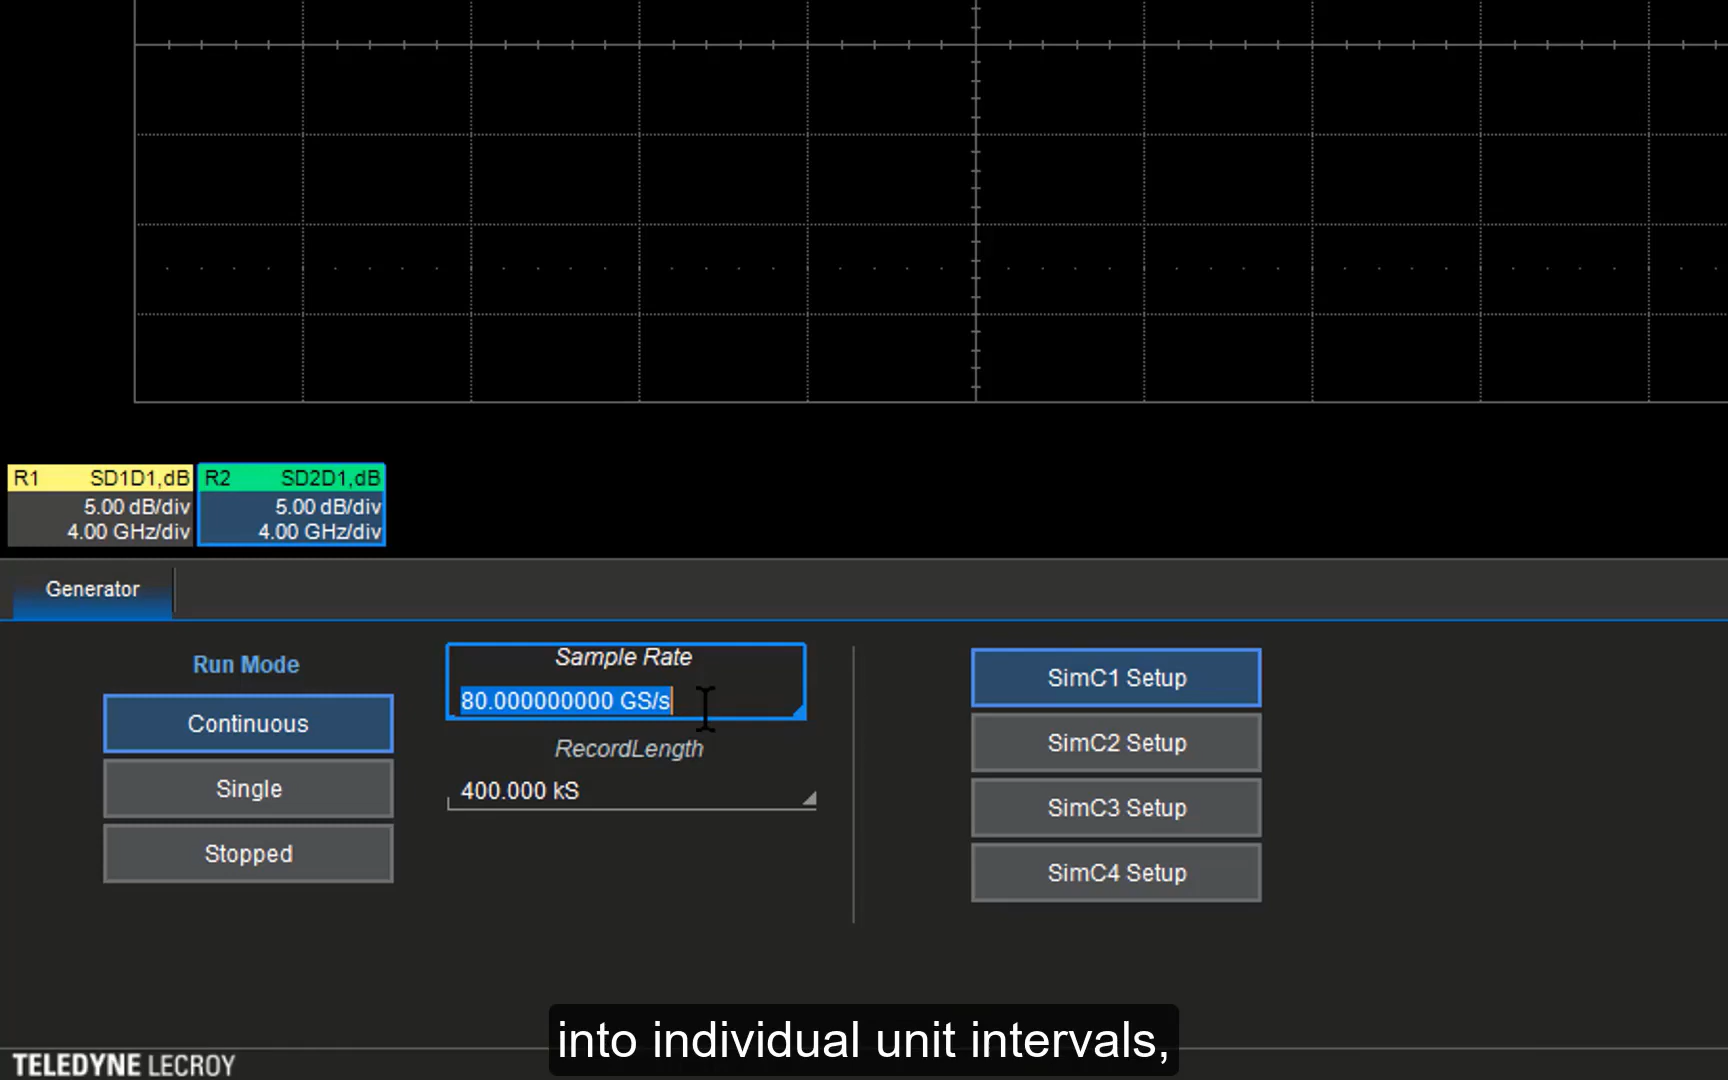 R1 SD1D1,dB R2 SD2D1,dB
5.00 dB/div 5.00 dB/div
4.00 GHz/div 4.00 GHz/div
Generator
Run Mode
Continuous
Single
Stopped
Sample Rate
80.000000000 GS/s
RecordLength
400.000 kS
SimC1 Setup
SimC2 Setup
SimC3 Setup
SimC4 Setup
into individual unit intervals,
TELEDYNE LECROY